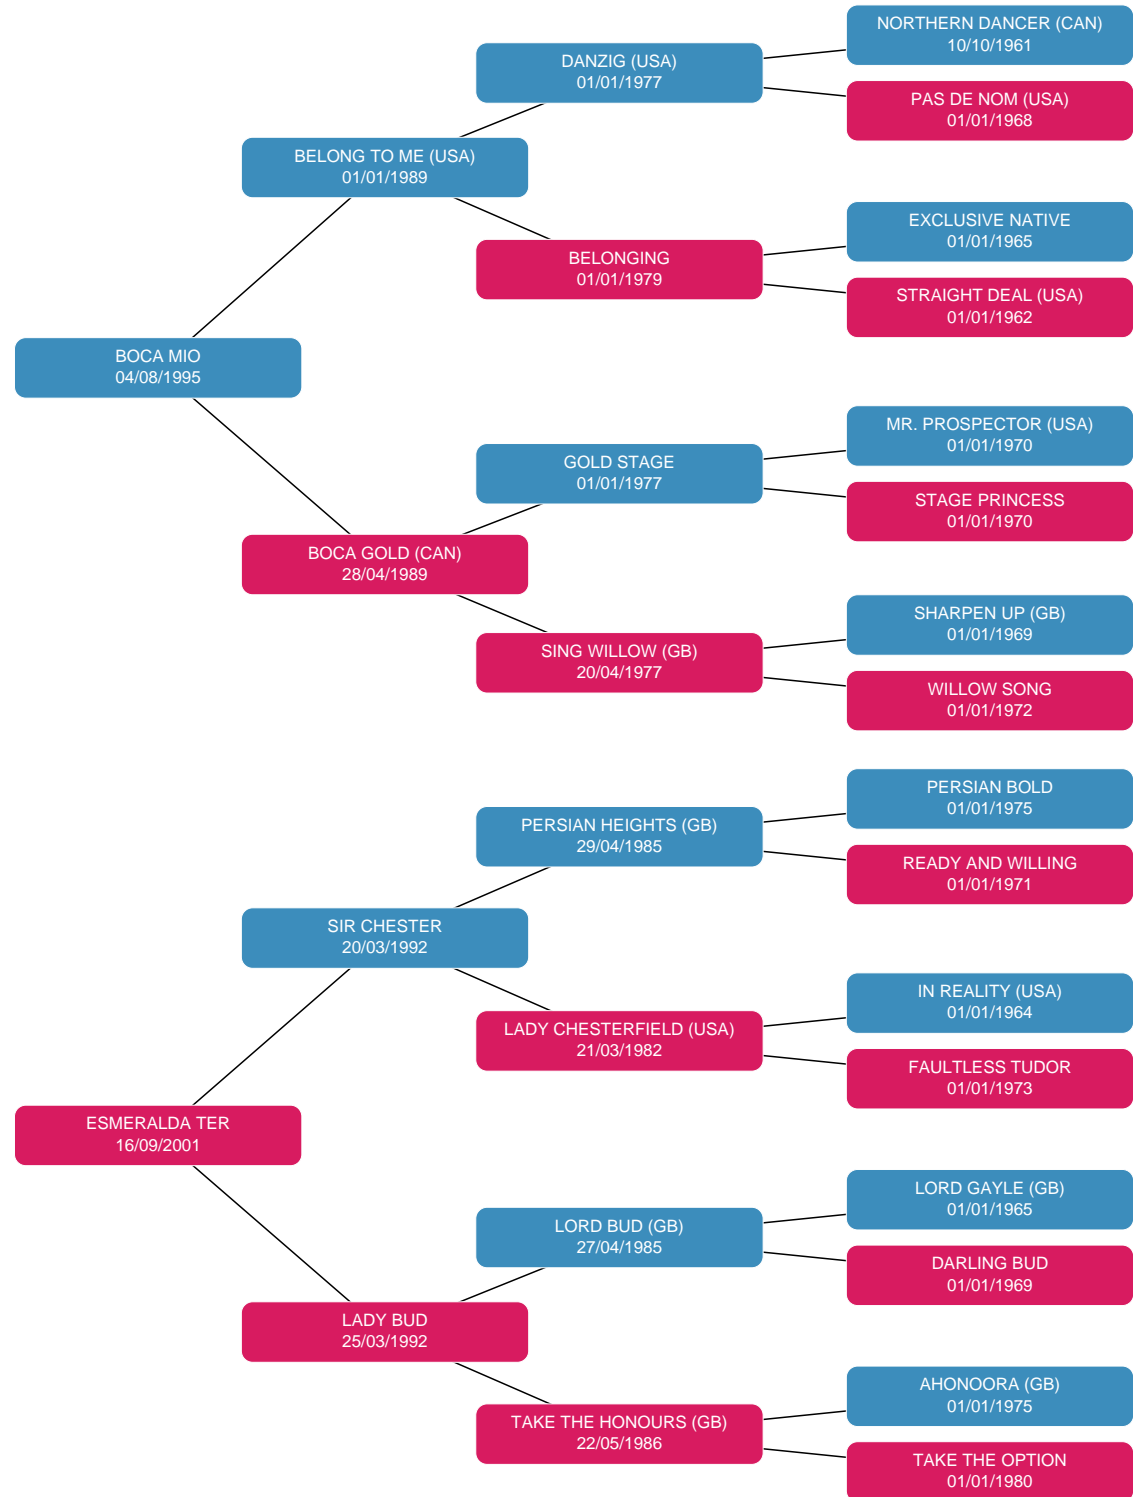 NORTHERN DANCER (CAN)
10/10/1961
DANZIG (USA)
01/01/1977
PAS DE NOM (USA)
01/01/1968
BELONG TO ME (USA)
01/01/1989
EXCLUSIVE NATIVE
01/01/1965
BELONGING
01/01/1979
STRAIGHT DEAL (USA)
01/01/1962
BOCA MIO
04/08/1995
MR. PROSPECTOR (USA)
01/01/1970
GOLD STAGE
01/01/1977
STAGE PRINCESS
01/01/1970
BOCA GOLD (CAN)
28/04/1989
SHARPEN UP (GB)
01/01/1969
SING WILLOW (GB)
20/04/1977
WILLOW SONG
01/01/1972
PERSIAN BOLD
01/01/1975
PERSIAN HEIGHTS (GB)
29/04/1985
READY AND WILLING
01/01/1971
SIR CHESTER
20/03/1992
IN REALITY (USA)
01/01/1964
LADY CHESTERFIELD (USA)
21/03/1982
FAULTLESS TUDOR
01/01/1973
ESMERALDA TER
16/09/2001
LORD GAYLE (GB)
01/01/1965
LORD BUD (GB)
27/04/1985
DARLING BUD
01/01/1969
LADY BUD
25/03/1992
AHONOORA (GB)
01/01/1975
TAKE THE HONOURS (GB)
22/05/1986
TAKE THE OPTION
01/01/1980